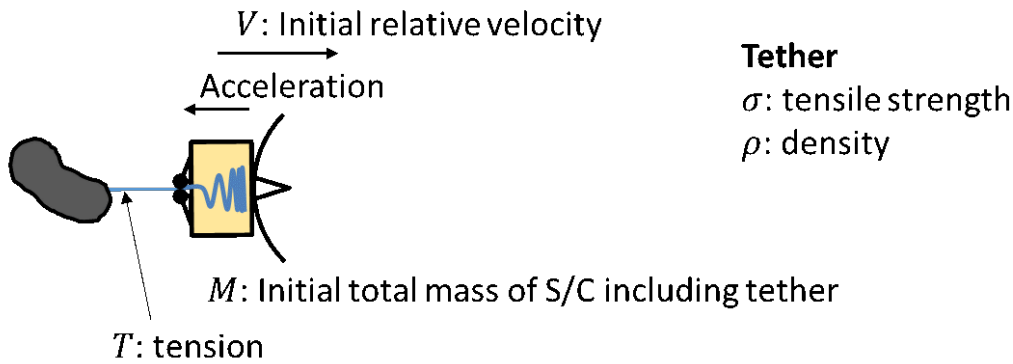 V: Initial relative velocity
Acceleration
Tether
σ: tensile strength
ρ: density
M: Initial total mass of S/C including tether
T: tension